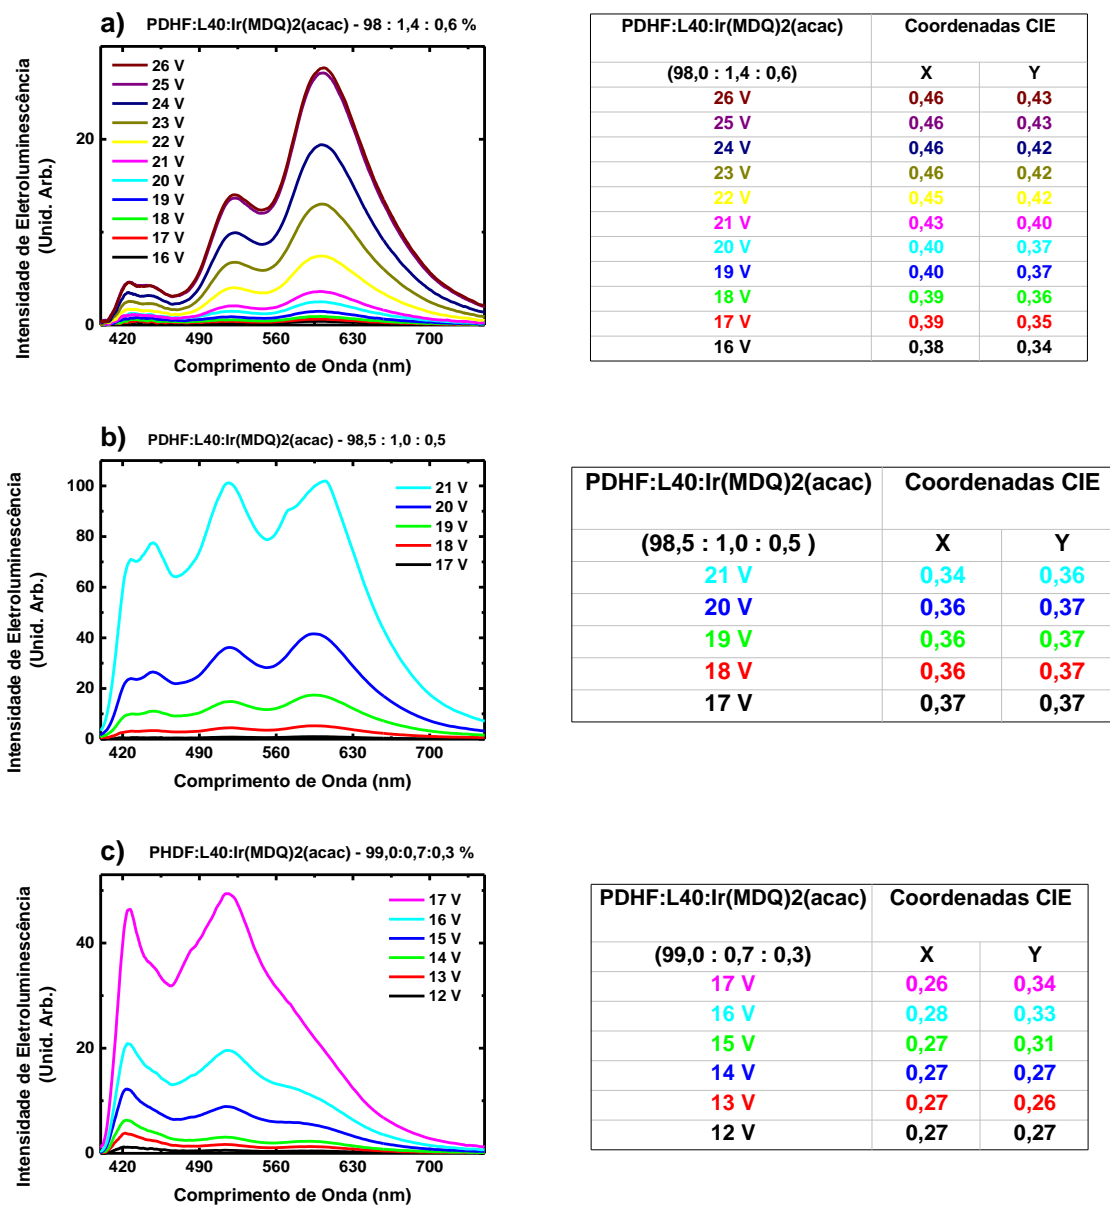 a) PDHF:L40:Ir(MDQ)2(acac) - 98 : 1,4 : 0,6 %
Intensidade de Eletroluminescência
(Unid. Arb.)
26 V
25 V
24 V
23 V
22 V
21 V
20 V
19 V
18 V
17 V
16 V
20
0
420 490 560 630 700
Comprimento de Onda (nm)
PDHF:L40:Ir(MDQ)2(acac) Coordenadas CIE
(98,0 : 1,4 : 0,6) X Y
26 V 0,46 0,43
25 V 0,46 0,43
24 V 0,46 0,42
23 V 0,46 0,42
22 V 0,45 0,42
21 V 0,43 0,40
20 V 0,40 0,37
19 V 0,40 0,37
18 V 0,39 0,36
17 V 0,39 0,35
16 V 0,38 0,34
b) PDHF:L40:Ir(MDQ)2(acac) - 98,5 : 1,0 : 0,5
Intensidade de Eletroluminescência
(Unid. Arb.)
21 V
20 V
19 V
18 V
17 V
100
80
60
40
20
0
420 490 560 630 700
Comprimento de Onda (nm)
PDHF:L40:Ir(MDQ)2(acac) Coordenadas CIE
(98,5 : 1,0 : 0,5 ) X Y
21 V 0,34 0,36
20 V 0,36 0,37
19 V 0,36 0,37
18 V 0,36 0,37
17 V 0,37 0,37
c) PHDF:L40:Ir(MDQ)2(acac) - 99,0:0,7:0,3 %
Intensidade de Eletroluminescência
(Unid. Arb.)
17 V
16 V
15 V
14 V
13 V
12 V
40
20
0
420 490 560 630 700
Comprimento de Onda (nm)
PDHF:L40:Ir(MDQ)2(acac) Coordenadas CIE
(99,0 : 0,7 : 0,3) X Y
17 V 0,26 0,34
16 V 0,28 0,33
15 V 0,27 0,31
14 V 0,27 0,27
13 V 0,27 0,26
12 V 0,27 0,27